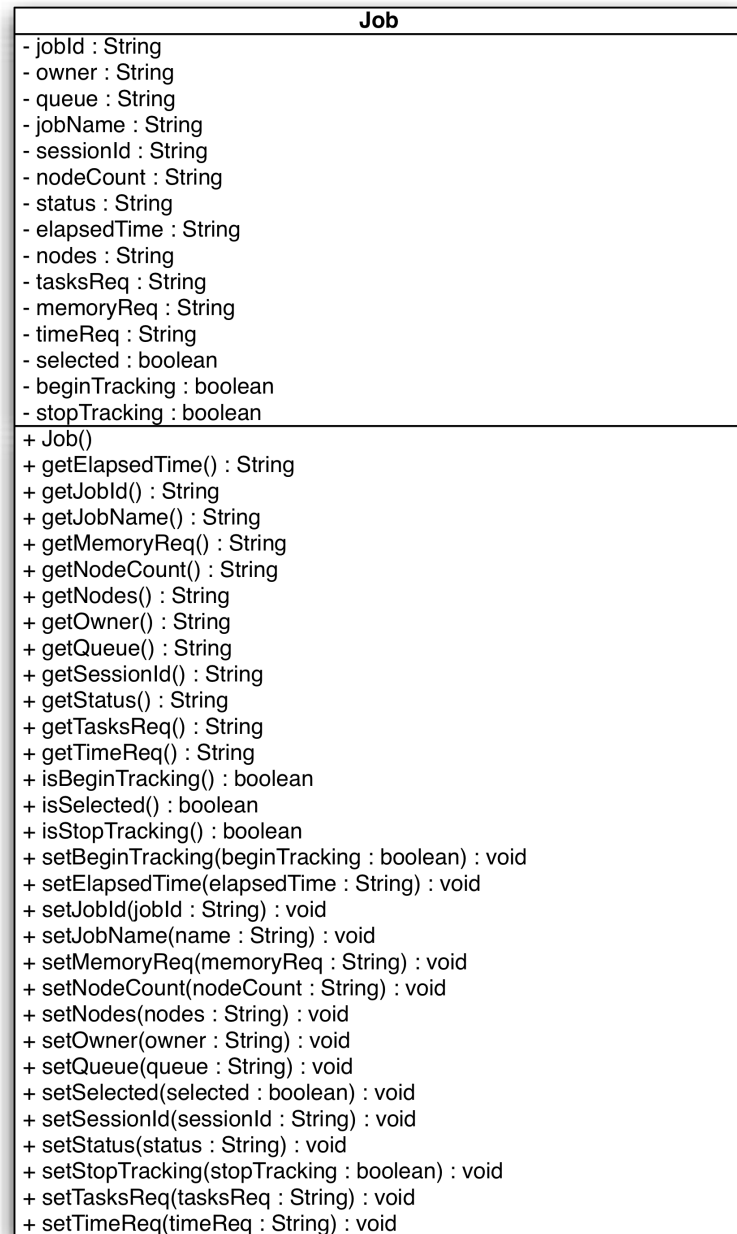 Job
- jobId : String
- owner : String
- queue : String
- jobName : String
- sessionId : String
- nodeCount : String
- status : String
- elapsedTime : String
- nodes : String
- tasksReq : String
- memoryReq : String
- timeReq : String
- selected : boolean
- beginTracking : boolean
- stopTracking : boolean
+ Job()
+ getElapsedTime() : String
+ getJobId() : String
+ getJobName() : String
+ getMemoryReq() : String
+ getNodeCount() : String
+ getNodes() : String
+ getOwner() : String
+ getQueue() : String
+ getSessionId() : String
+ getStatus() : String
+ getTasksReq() : String
+ getTimeReq() : String
+ isBeginTracking() : boolean
+ isSelected() : boolean
+ isStopTracking() : boolean
+ setBeginTracking(beginTracking : boolean) : void
+ setElapsedTime(elapsedTime : String) : void
+ setJobId(jobId : String) : void
+ setJobName(name : String) : void
+ setMemoryReq(memoryReq : String) : void
+ setNodeCount(nodeCount : String) : void
+ setNodes(nodes : String) : void
+ setOwner(owner : String) : void
+ setQueue(queue : String) : void
+ setSelected(selected : boolean) : void
+ setSessionId(sessionId : String) : void
+ setStatus(status : String) : void
+ setStopTracking(stopTracking : boolean) : void
+ setTasksReq(tasksReq : String) : void
+ setTimeReq(timeReq : String) : void